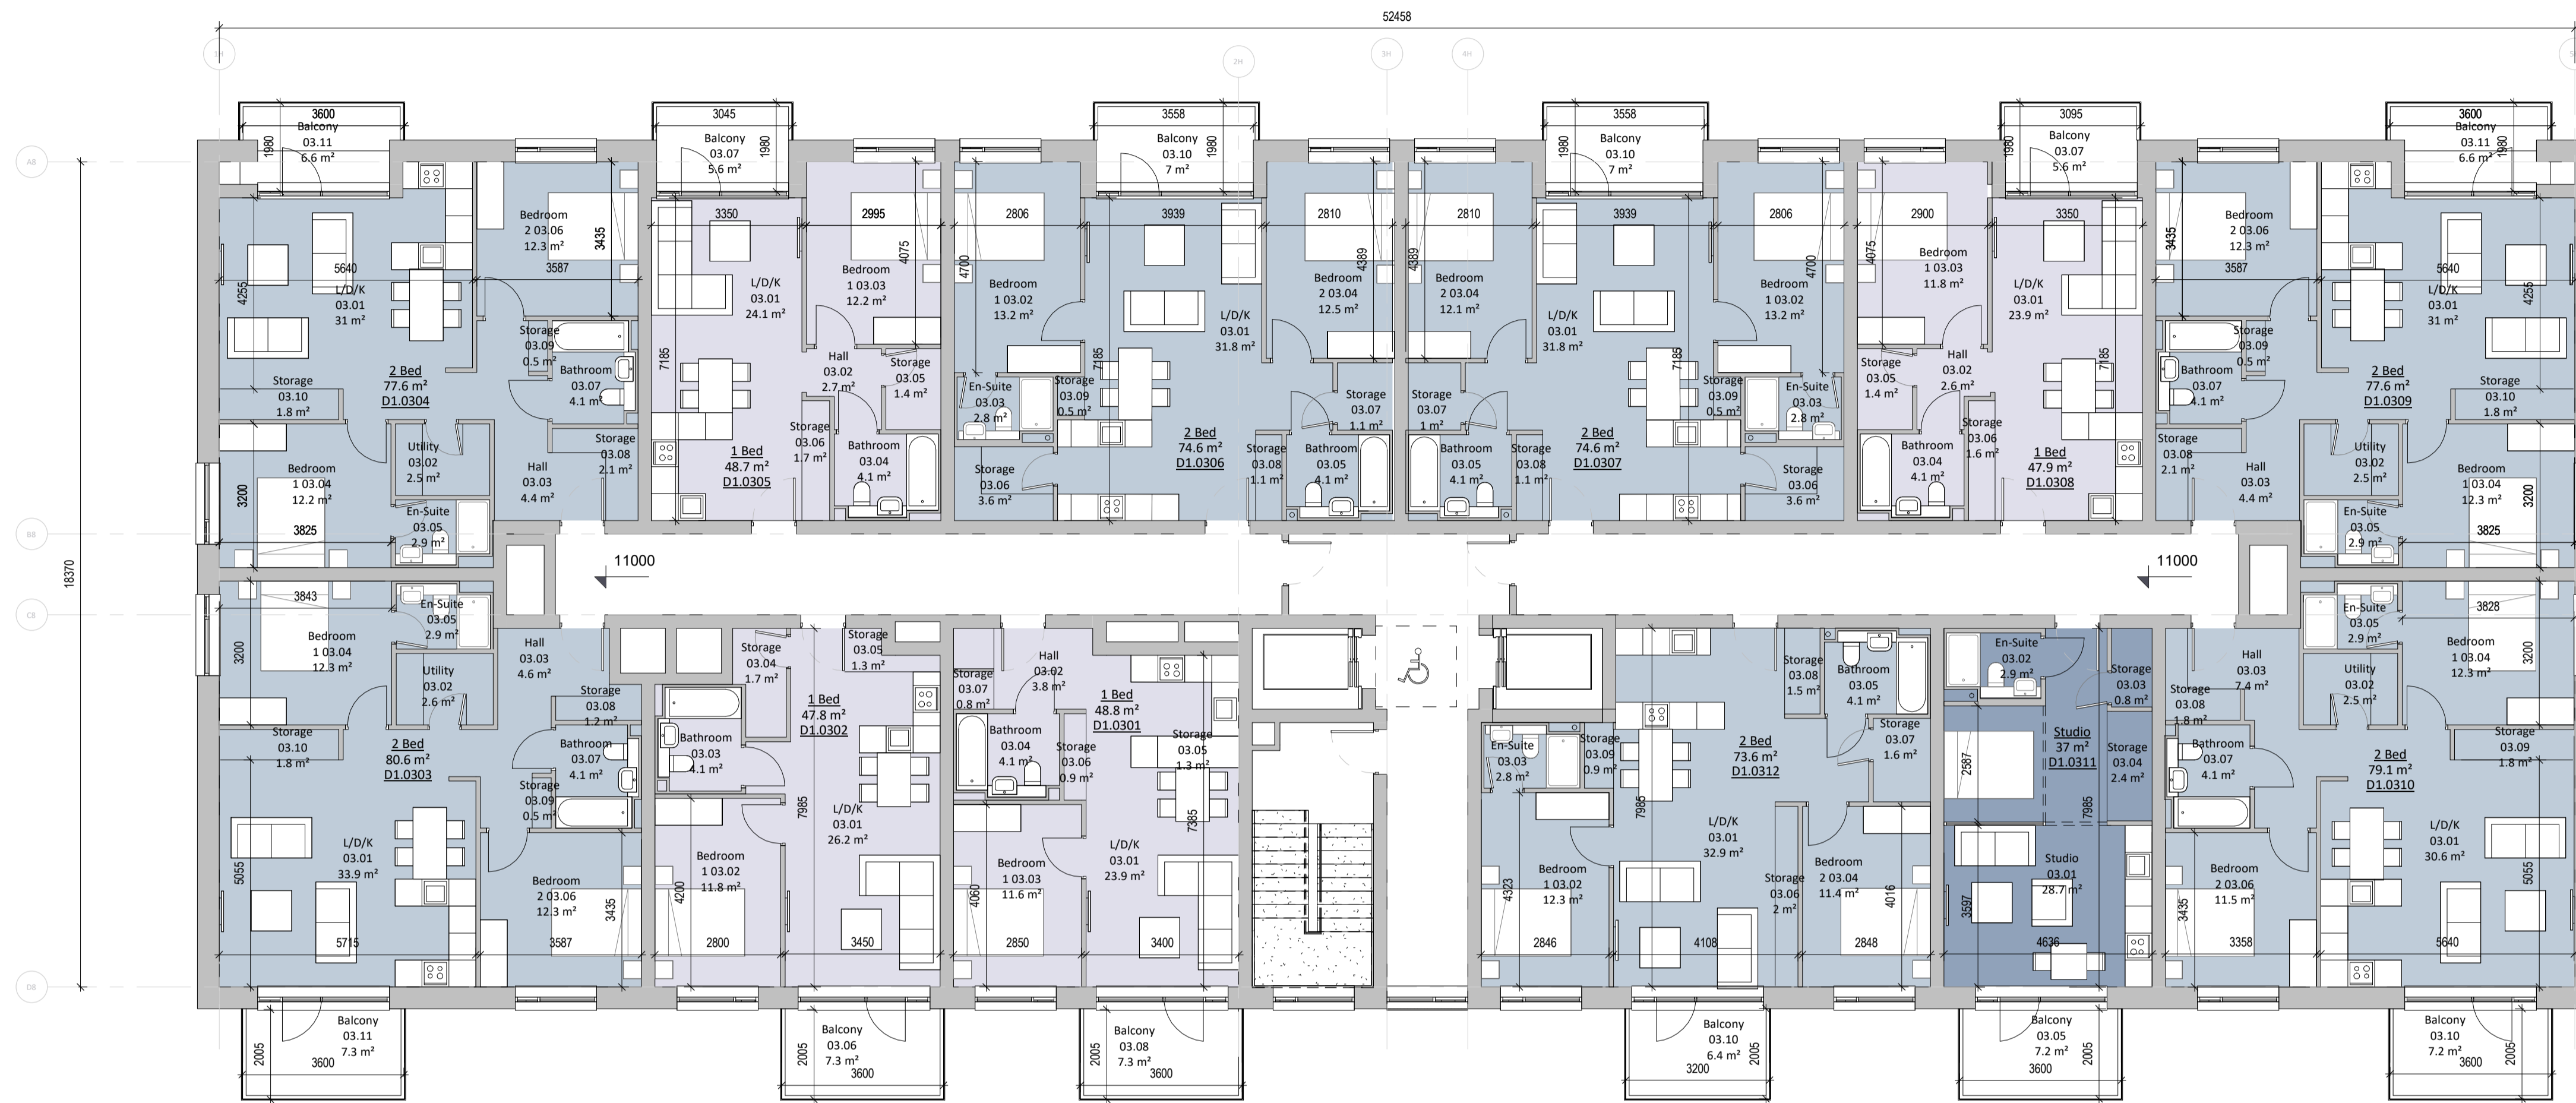 52458
1H
2H
3H
4H
A8
B8
C8
D8
18370
3600
Balcony
03.11
6.6 m²
1980
5640
L/D/K
03.01
31 m²
4255
Bedroom
2 03.06
12.3 m²
3435
3587
2 Bed
77.6 m²
D1.0304
Storage
03.09
0.5 m²
Bathroom
03.07
4.1 m²
Storage
03.10
1.8 m²
Utility
03.02
2.5 m²
Storage
03.08
2.1 m²
Hall
03.03
4.4 m²
Bedroom
1 03.04
12.2 m²
3200
3825
En-Suite
03.05
2.9 m²
3045
Balcony
03.07
5.6 m²
1980
3350
2995
L/D/K
03.01
24.1 m²
Bedroom
1 03.03
12.2 m²
4075
7185
Hall
03.02
2.7 m²
Storage
03.05
1.4 m²
Storage
03.06
1.7 m²
Bathroom
03.04
4.1 m²
1 Bed
48.7 m²
D1.0305
3558
Balcony
03.10
7 m²
1980
2806
3939
2810
4700
4389
Bedroom
1 03.02
13.2 m²
L/D/K
03.01
31.8 m²
Bedroom
2 03.04
12.5 m²
7185
En-Suite
03.03
2.8 m²
Storage
03.09
0.5 m²
Storage
03.07
1.1 m²
2 Bed
74.6 m²
D1.0306
Storage
03.06
3.6 m²
Storage
03.08
1.1 m²
Bathroom
03.05
4.1 m²
3558
Balcony
03.10
7 m²
1980
2810
3939
2806
4389
4700
Bedroom
2 03.04
12.1 m²
L/D/K
03.01
31.8 m²
Bedroom
1 03.02
13.2 m²
7185
Storage
03.07
1 m²
Storage
03.09
0.5 m²
En-Suite
03.03
2.8 m²
2 Bed
74.6 m²
D1.0307
Bathroom
03.05
4.1 m²
Storage
03.08
1.1 m²
Storage
03.06
3.6 m²
3095
Balcony
03.07
5.6 m²
1980
2900
3350
4075
Bedroom
1 03.03
11.8 m²
L/D/K
03.01
23.9 m²
7185
Storage
03.05
1.4 m²
Hall
03.02
2.6 m²
Storage
03.06
1.6 m²
Bathroom
03.04
4.1 m²
1 Bed
47.9 m²
D1.0308
3600
Balcony
03.11
6.6 m²
1980
Bedroom
2 03.06
12.3 m²
3435
3587
5640
L/D/K
03.01
31 m²
4255
Storage
03.09
0.5 m²
Bathroom
03.07
4.1 m²
2 Bed
77.6 m²
D1.0309
Storage
03.10
1.8 m²
Storage
03.08
2.1 m²
Utility
03.02
2.5 m²
Hall
03.03
4.4 m²
Bedroom
1 03.04
12.3 m²
3200
3825
En-Suite
03.05
2.9 m²
11000
11000
3843
3200
Bedroom
1 03.04
12.3 m²
En-Suite
03.05
2.9 m²
Utility
03.02
2.6 m²
Hall
03.03
4.6 m²
Storage
03.08
1.2 m²
Storage
03.10
1.8 m²
2 Bed
80.6 m²
D1.0303
Bathroom
03.07
4.1 m²
Storage
03.09
0.5 m²
L/D/K
03.01
33.9 m²
5055
Bedroom
2 03.06
12.3 m²
3435
5715
3587
Balcony
03.11
7.3 m²
2005
3600
Storage
03.04
1.7 m²
Storage
03.05
1.3 m²
1 Bed
47.8 m²
D1.0302
Bathroom
03.03
4.1 m²
7985
L/D/K
03.01
26.2 m²
Bedroom
1 03.02
11.8 m²
4200
2800
3450
Balcony
03.06
7.3 m²
2005
3600
Hall
03.02
3.8 m²
Storage
03.07
0.8 m²
1 Bed
48.8 m²
D1.0301
Bathroom
03.04
4.1 m²
Storage
03.06
0.9 m²
Storage
03.05
1.3 m²
7385
L/D/K
03.01
23.9 m²
Bedroom
1 03.03
11.6 m²
4060
2850
3400
Balcony
03.08
7.3 m²
2005
3600
Storage
03.08
1.5 m²
Bathroom
03.05
4.1 m²
Storage
03.07
1.6 m²
En-Suite
03.03
2.8 m²
Storage
03.09
0.9 m²
2 Bed
73.6 m²
D1.0312
7985
L/D/K
03.01
32.9 m²
Bedroom
1 03.02
12.3 m²
4323
Storage
03.06
2 m²
Bedroom
2 03.04
11.4 m²
4016
2846
4108
2848
Balcony
03.10
6.4 m²
2005
3200
En-Suite
03.02
2.9 m²
Storage
03.03
0.8 m²
Studio
37 m²
D1.0311
Storage
03.04
2.4 m²
2587
7985
Studio
03.01
28.7 m²
3597
4636
Balcony
03.05
7.2 m²
2005
3600
En-Suite
03.05
2.9 m²
3828
3200
Bedroom
1 03.04
12.3 m²
Hall
03.03
7.4 m²
Utility
03.02
2.5 m²
Storage
03.08
1.8 m²
Bathroom
03.07
4.1 m²
2 Bed
79.1 m²
D1.0310
Storage
03.09
1.8 m²
L/D/K
03.01
30.6 m²
5055
Bedroom
2 03.06
11.5 m²
3435
3358
5640
Balcony
03.10
7.2 m²
2005
3600